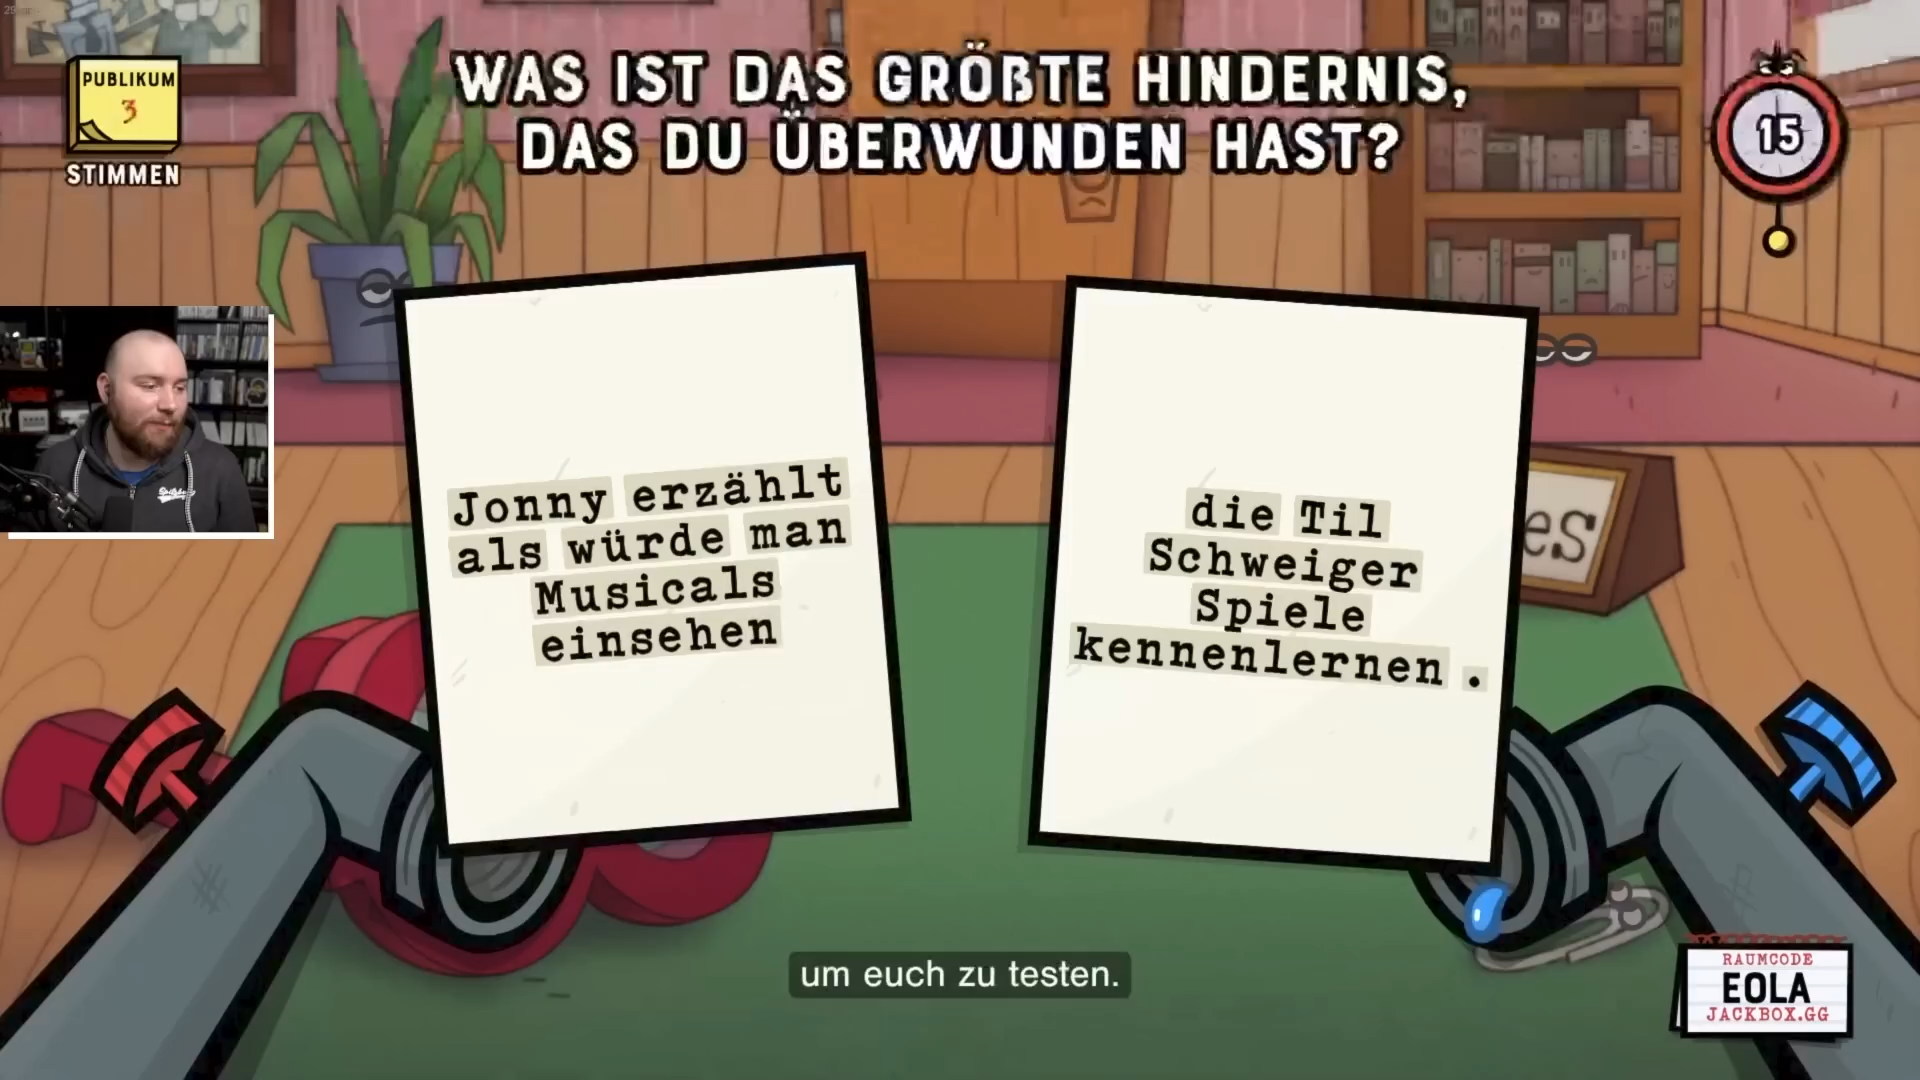 PUBLIKUM
3
STIMMEN
WAS IST DAS GRÖßTE HINDERNIS,
DAS DU ÜBERWUNDEN HAST?
15
Jonny erzählt
als würde man
Musicals
einsehen
die Til
Schweiger
Spiele
kennenlernen .
es
um euch zu testen.
RAUMCODE
EOLA
JACKBOX.GG